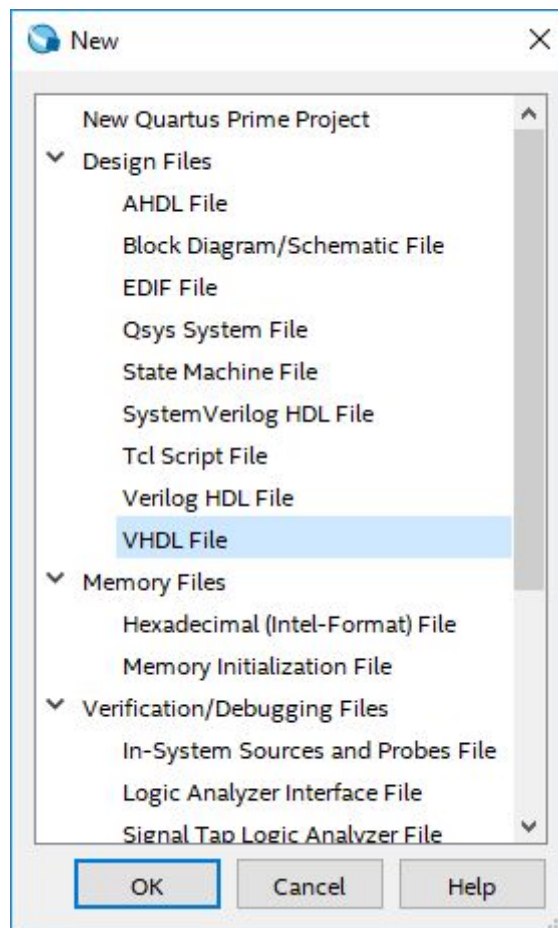 New
New Quartus Prime Project
Design Files
AHDL File
Block Diagram/Schematic File
EDIF File
Qsys System File
State Machine File
SystemVerilog HDL File
Tcl Script File
Verilog HDL File
VHDL File
Memory Files
Hexadecimal (Intel-Format) File
Memory Initialization File
Verification/Debugging Files
In-System Sources and Probes File
Logic Analyzer Interface File
Signal Tap Logic Analyzer File
OK Cancel Help